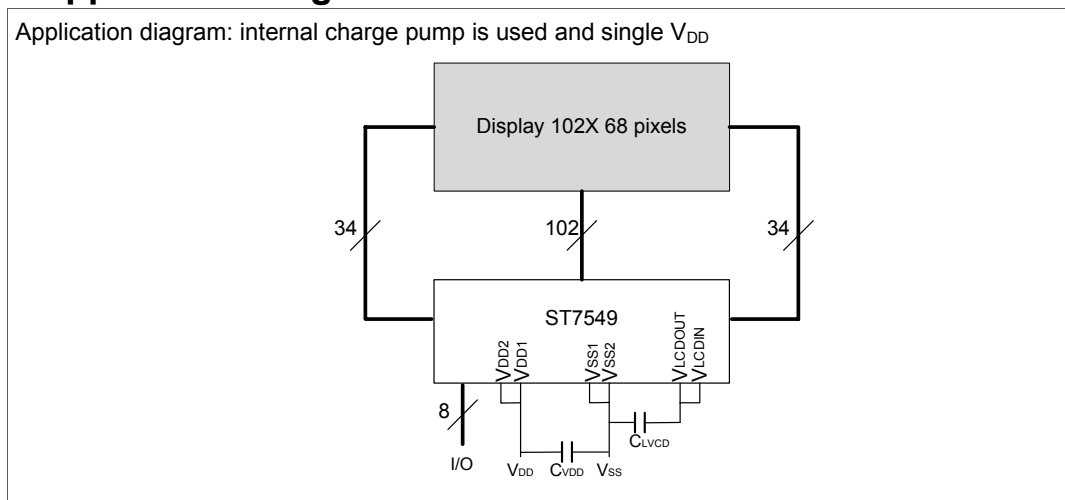 Application diagram: internal charge pump is used and single VDD
Display 102X 68 pixels
34
102
34
ST7549
VDD2
VDD1
VSS1
VSS2
VLCDOUT
VLCDIN
8
CLVCD
I/O
VDD
CVDD
VSS